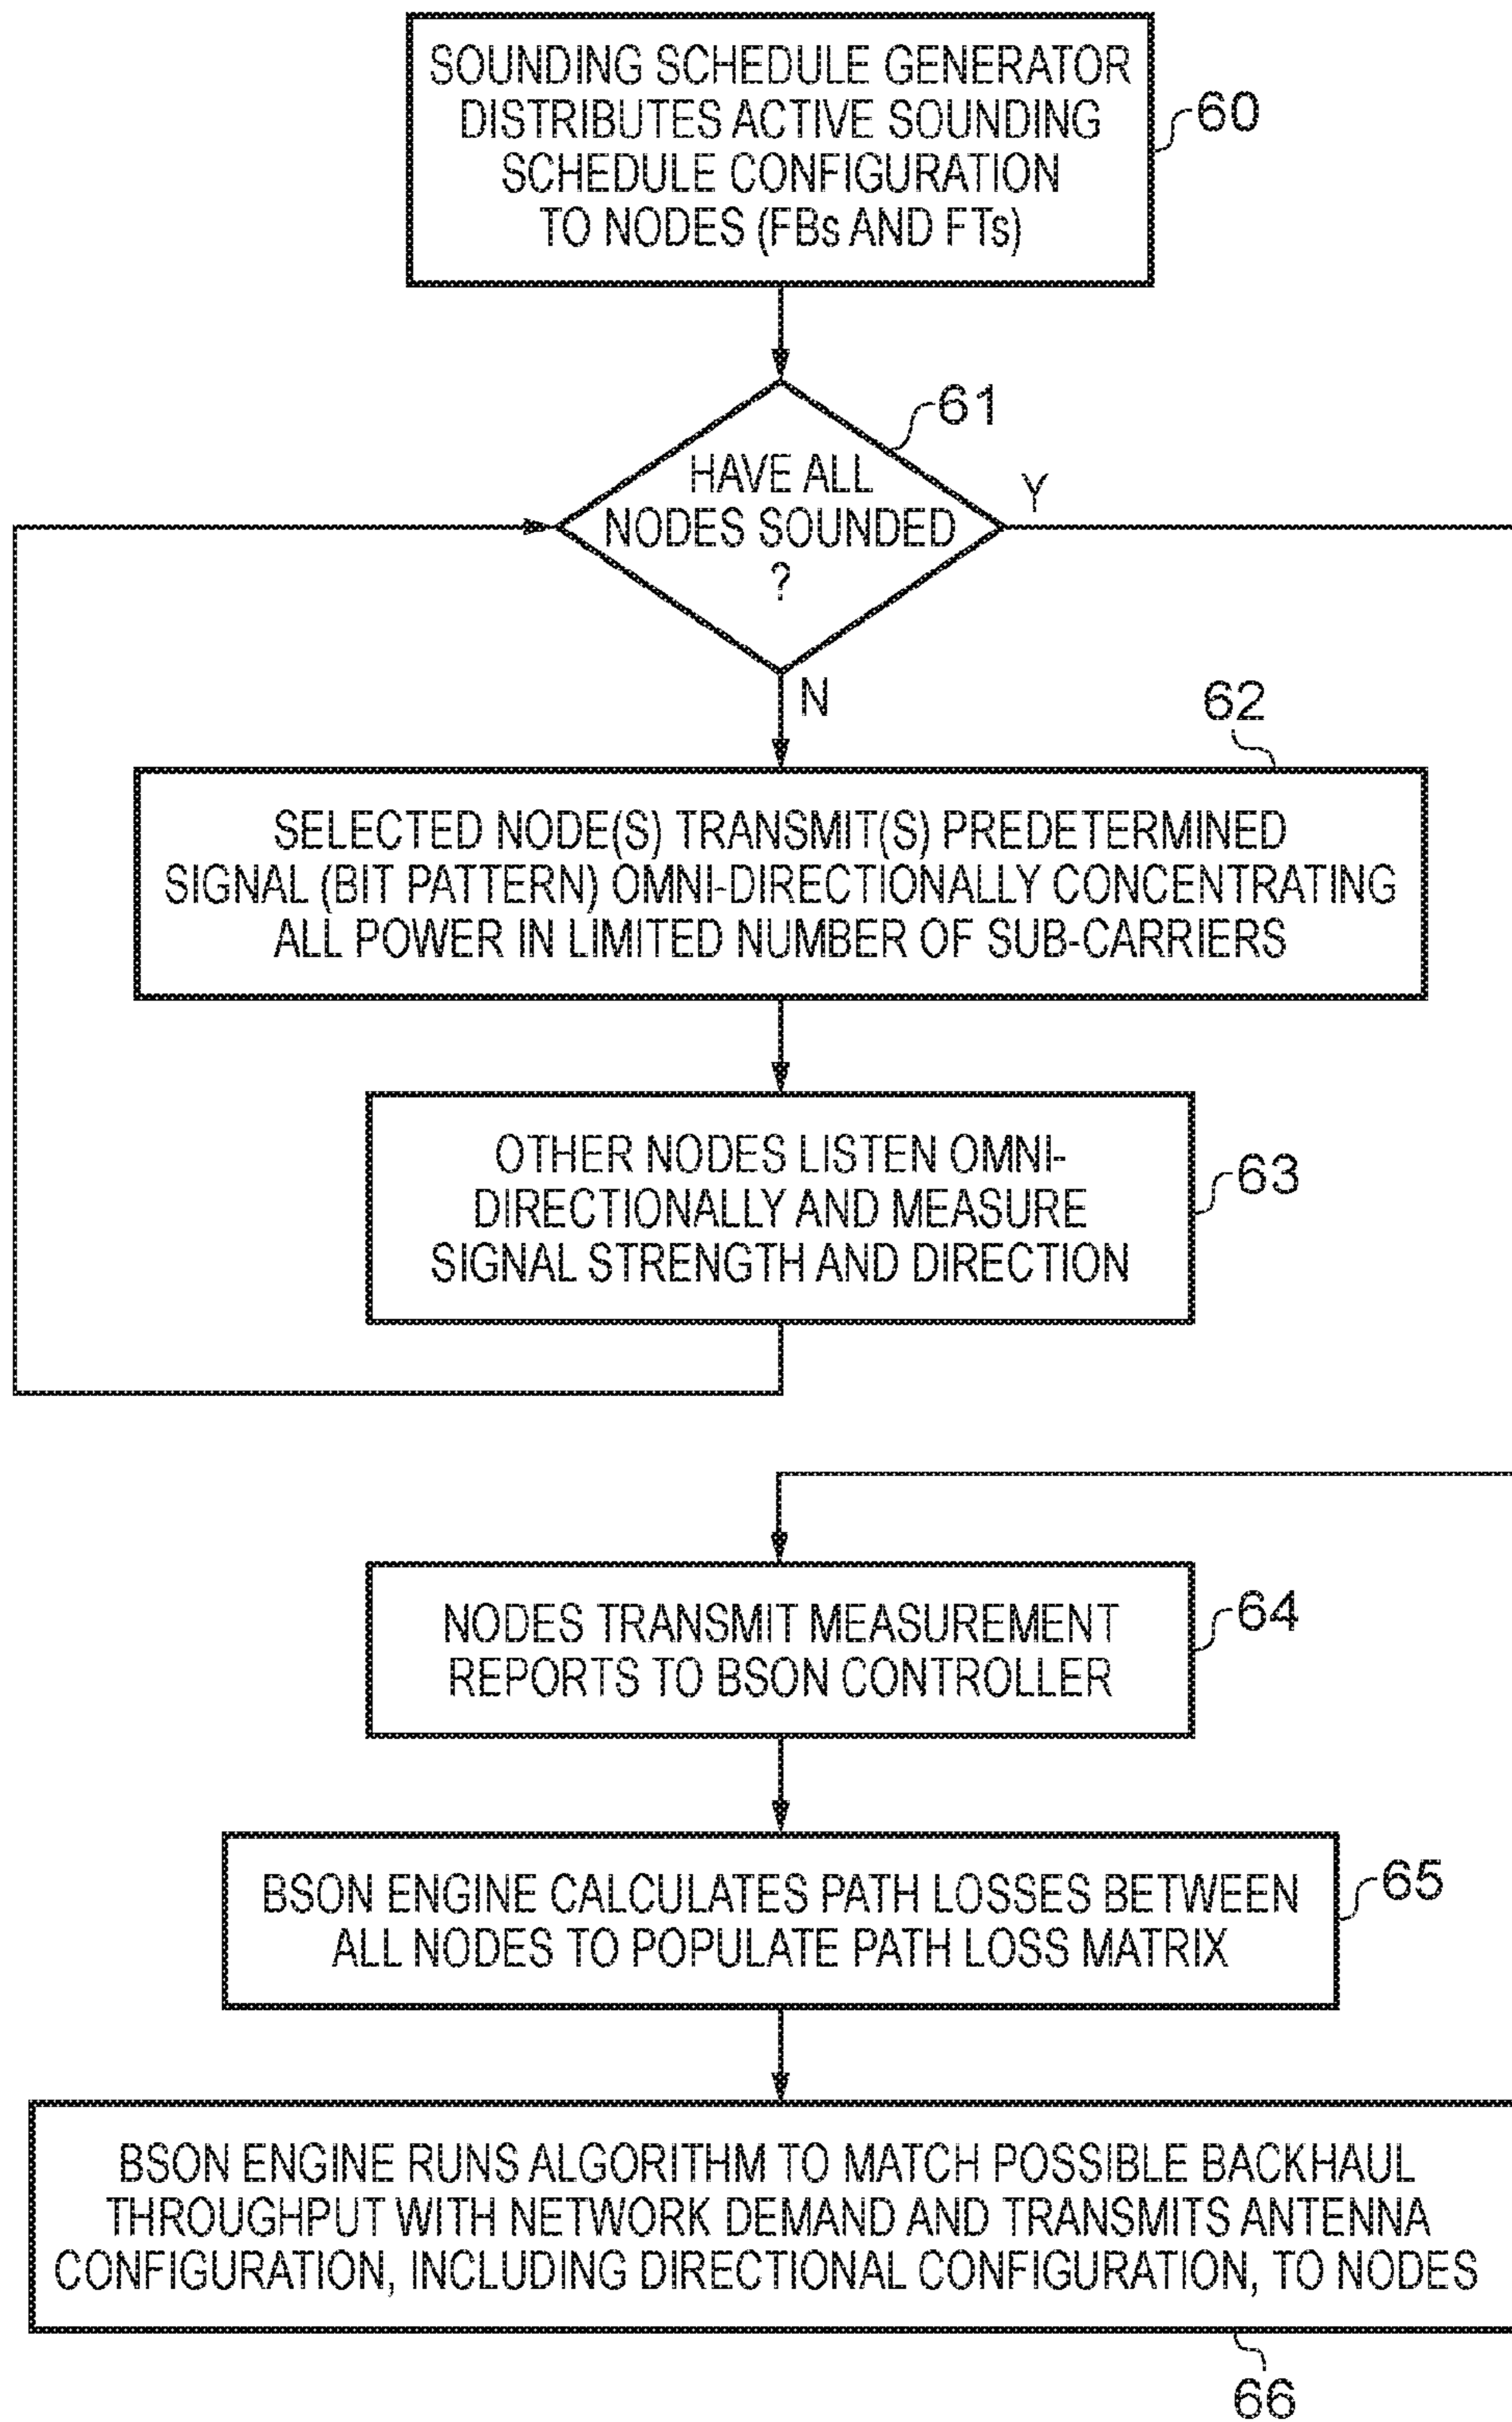 SOUNDING SCHEDULE GENERATOR
DISTRIBUTES ACTIVE SOUNDING
SCHEDULE CONFIGURATION
TO NODES (FBs AND FTs)
60
61
HAVE ALL
NODES SOUNDED
?
Y
N
62
SELECTED NODE(S) TRANSMIT(S) PREDETERMINED
SIGNAL (BIT PATTERN) OMNI-DIRECTIONALLY CONCENTRATING
ALL POWER IN LIMITED NUMBER OF SUB-CARRIERS
OTHER NODES LISTEN OMNI-
DIRECTIONALLY AND MEASURE
SIGNAL STRENGTH AND DIRECTION
63
NODES TRANSMIT MEASUREMENT
REPORTS TO BSON CONTROLLER
64
BSON ENGINE CALCULATES PATH LOSSES BETWEEN
ALL NODES TO POPULATE PATH LOSS MATRIX
65
BSON ENGINE RUNS ALGORITHM TO MATCH POSSIBLE BACKHAUL
THROUGHPUT WITH NETWORK DEMAND AND TRANSMITS ANTENNA
CONFIGURATION, INCLUDING DIRECTIONAL CONFIGURATION, TO NODES
66